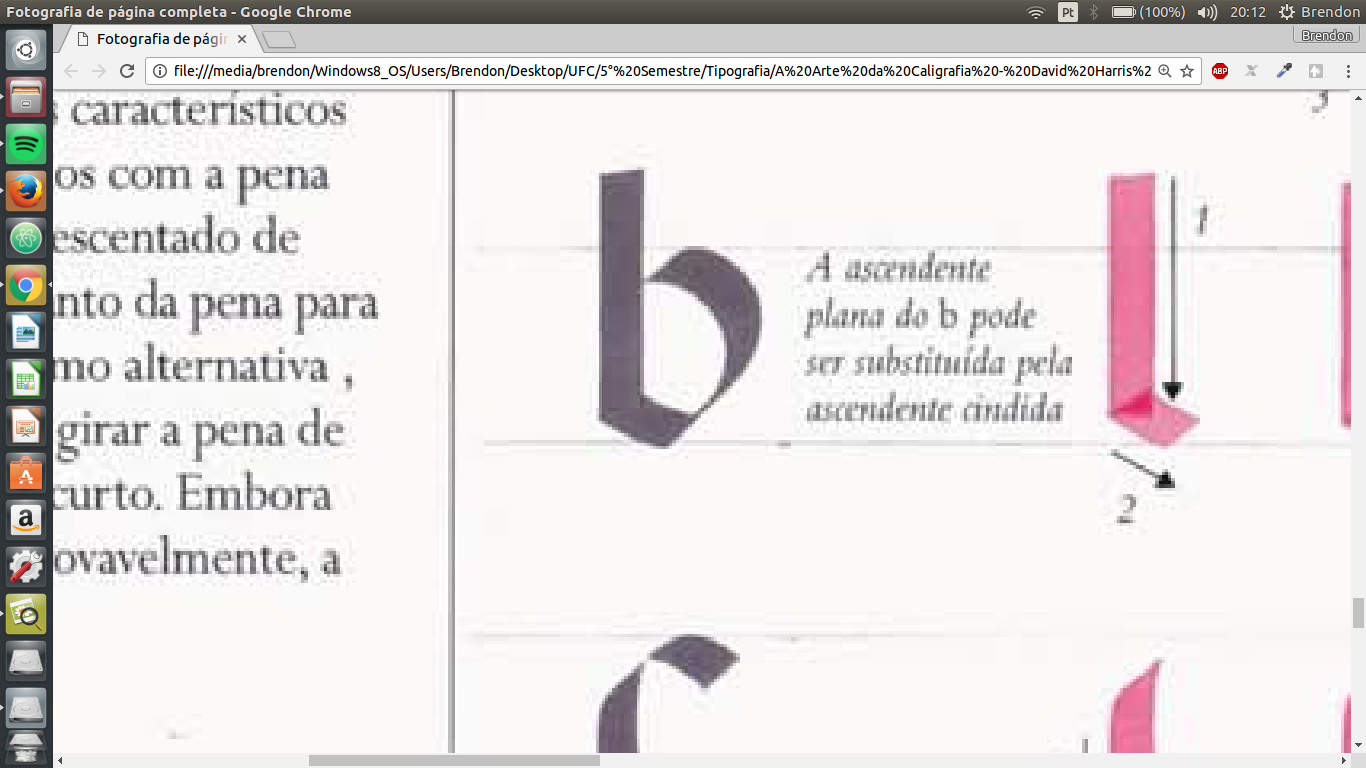 Fotografia de página completa - Google Chrome
Pt
(100%)
20:12
Brendon
Fotografia de págin
Brendon
file:///media/brendon/Windows8_OS/Users/Brendon/Desktop/UFC/5°%20Semestre/Tipografia/A%20Arte%20da%20Caligrafia%20-%20David%20Harris%2
ABP
característicos
os com a pena
escentado de
nto da pena para
mo alternativa ,
girar a pena de
curto. Embora
ovavelmente, a
3
b
A ascendente
plana do b pode
ser substituída pela
ascendente cindida
1
2